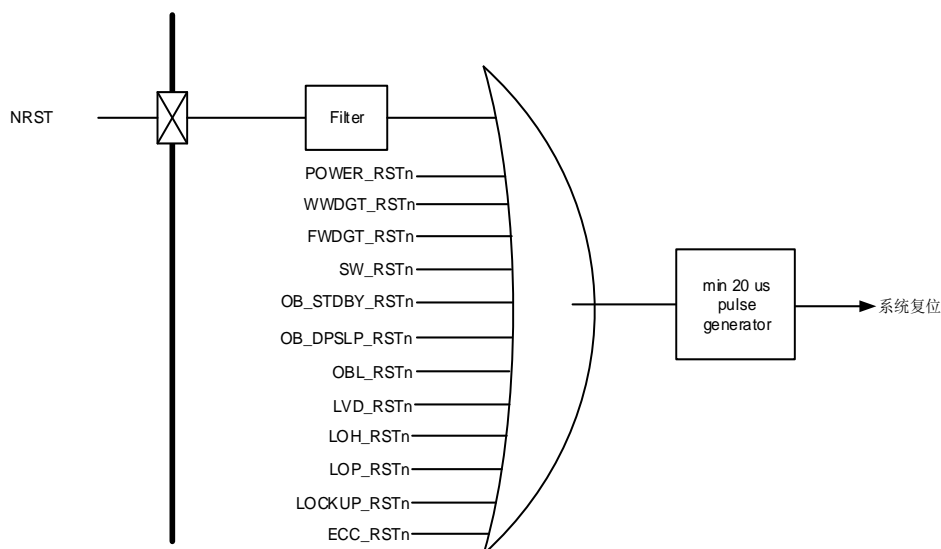 NRST
Filter
POWER_RSTn
WWDGT_RSTn
FWDGT_RSTn
SW_RSTn
OB_STDBY_RSTn
OB_DPSLP_RSTn
OBL_RSTn
LVD_RSTn
LOH_RSTn
LOP_RSTn
LOCKUP_RSTn
ECC_RSTn
min 20 us
pulse
generator
系统复位